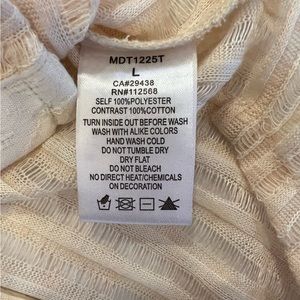 MDT1225T
L
CA#29438
RN#112568
SELF 100%POLYESTER
CONTRAST 100%COTTON
TURN INSIDE OUT BEFORE WASH
WASH WITH ALIKE COLORS
HAND WASH COLD
DO NOT TUMBLE DRY
DRY FLAT
DO NOT BLEACH
NO DIRECT HEAT/CHEMICALS
ON DECORATION